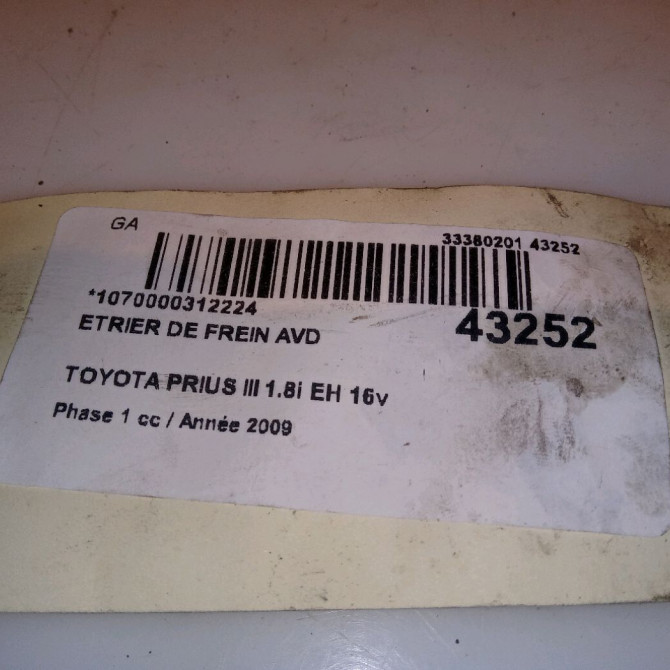 GA
33380201 43252
*1070000312224
43252
ETRIER DE FREIN AVD
TOYOTA PRIUS III 1.8i EH 16v
Phase 1 cc / Année 2009